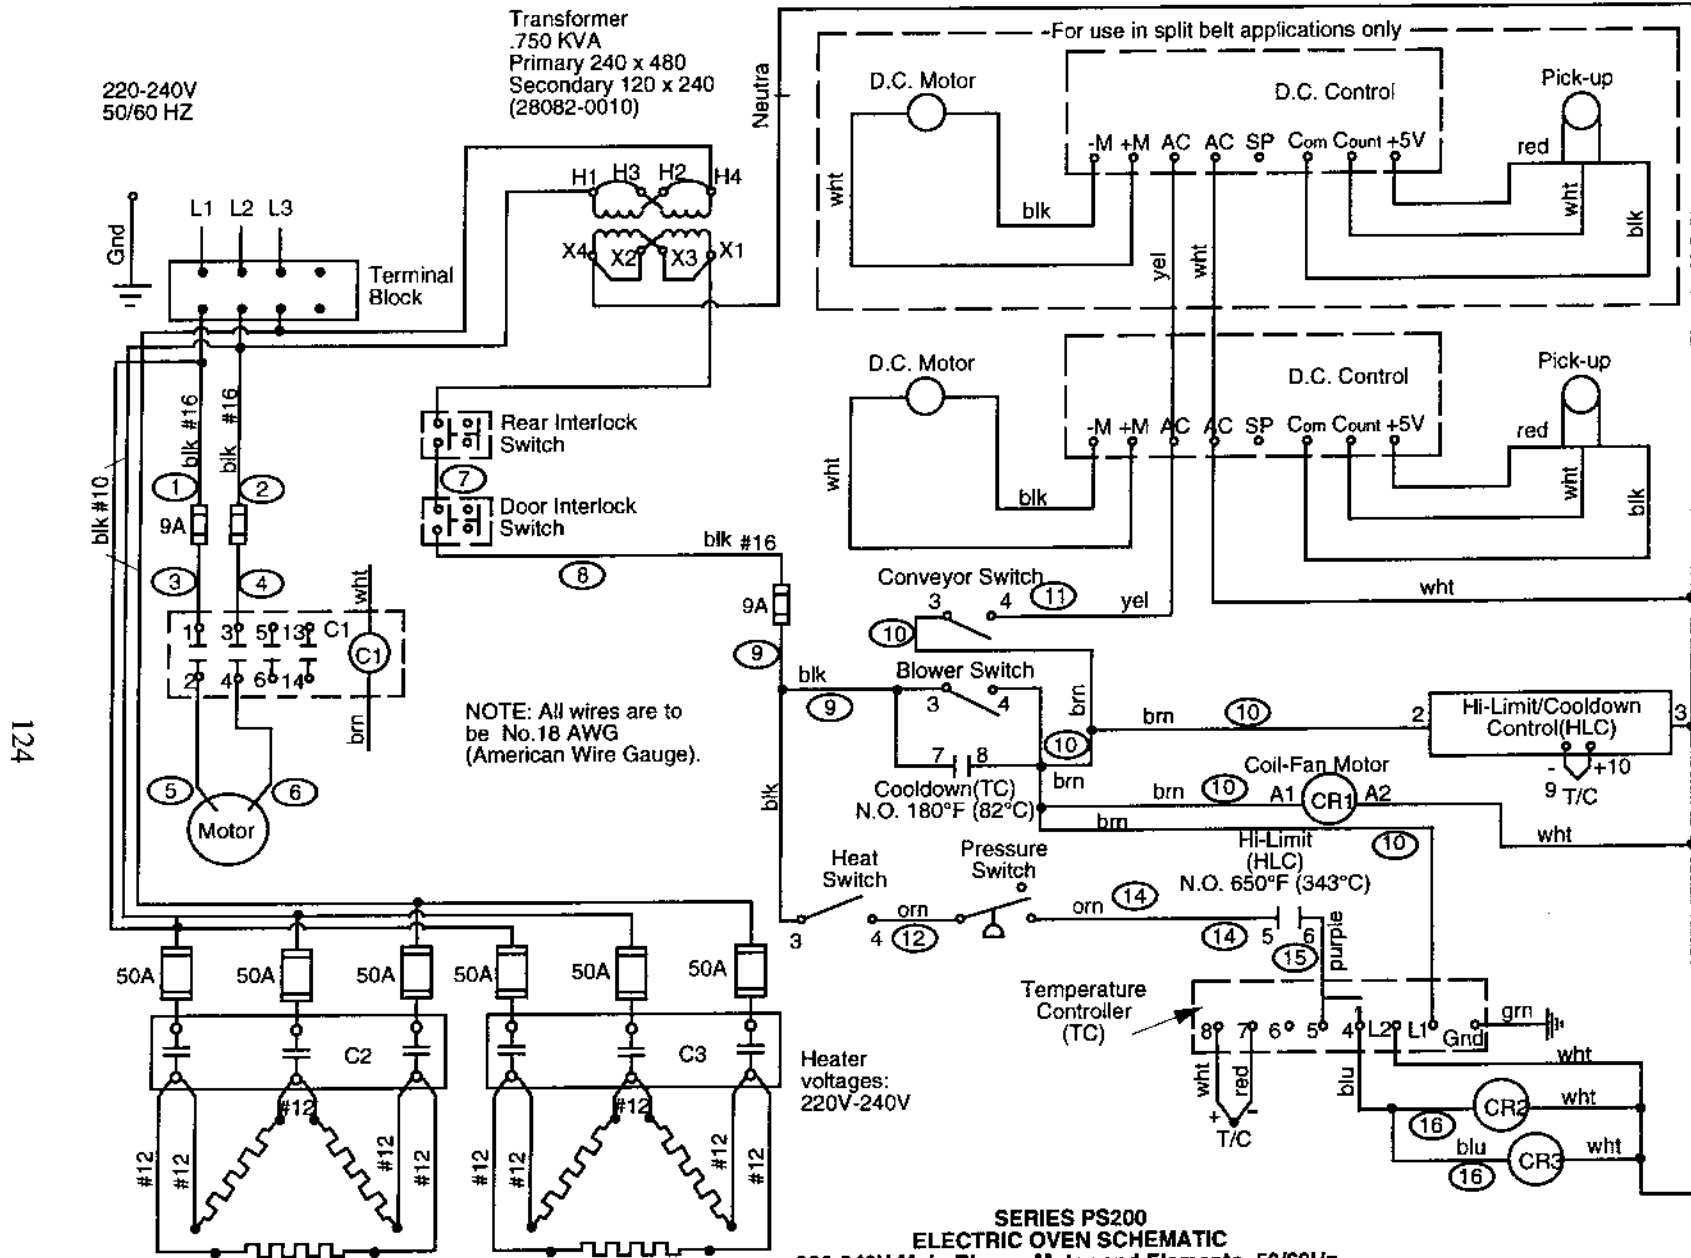 Transformer
.750 KVA
Primary 240 x 480
Secondary 120 x 240
(28082-0010)
220-240V
50/60 HZ
Neutra
For use in split belt applications only
D.C. Motor
D.C. Control
Pick-up
-M +M AC AC SP Com Count +5V
red
wht
blk
wht
blk
yel
wht
H1 H3 H2 H4
X4 X2 X3 X1
Gnd
L1 L2 L3
Terminal
Block
D.C. Motor
D.C. Control
Pick-up
-M +M AC AC SP Com Count +5V
red
wht
blk
wht
blk
wht
Rear Interlock
Switch
7
Door Interlock
Switch
8
blk #16
9A
9
blk #16
blk #16
blk #10
1 2
9A
3 4
wht
1 3 5 13 C1
C1
2 4 6 14
brn
5 6
Motor
NOTE: All wires are to
be No.18 AWG
(American Wire Gauge).
Conveyor Switch
3 4 11 yel
10
Blower Switch
blk
9
3 4
brn
10
7 8
Cooldown(TC)
N.O. 180°F (82°C)
brn
blk
brn 10
2 Hi-Limit/Cooldown 3
Control(HLC)
- +10
9 T/C
Coil-Fan Motor
brn 10 A1 CR1 A2
wht
brn 10
Hi-Limit
(HLC)
N.O. 650°F (343°C)
Heat
Switch
Pressure
Switch
3 4
orn
12
orn 14
14 5 6
15
purple
Temperature
Controller
(TC)
8 7 6 5 4 L2 L1 Gnd
grn
wht red
+ -
T/C
blu
wht
16 CR2 wht
blu
16 CR3 wht
50A 50A 50A 50A 50A 50A
C2 C3
Heater
voltages:
220V-240V
#12 #12 #12 #12 #12
#12 #12 #12 #12 #12
124
SERIES PS200
ELECTRIC OVEN SCHEMATIC